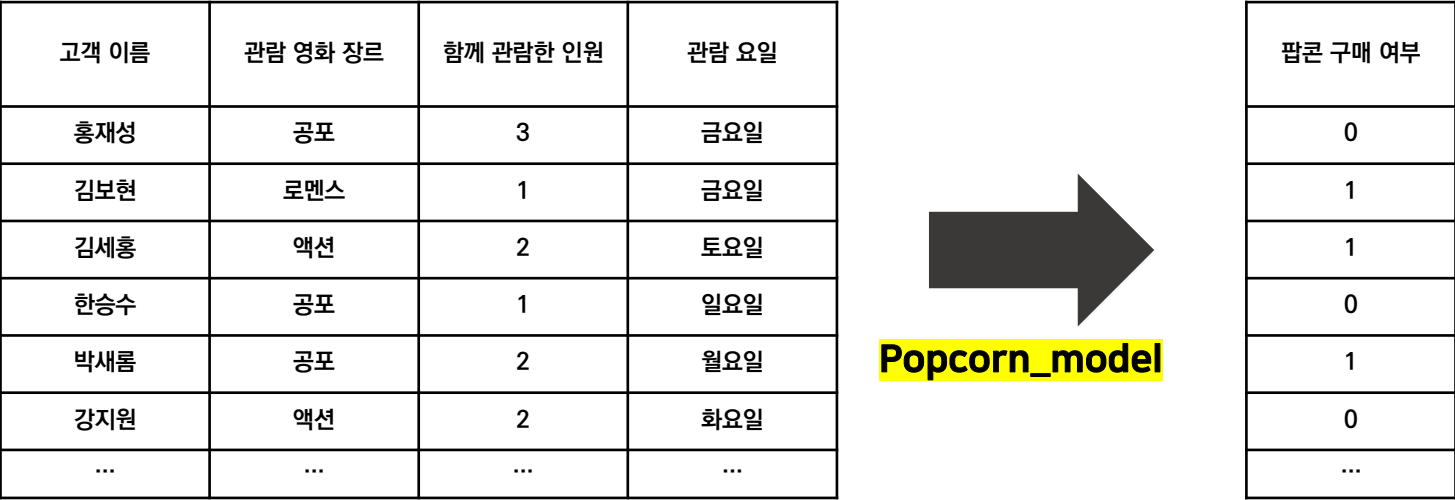 고객 이름 관람 영화 장르 함께 관람한 인원 관람 요일 팝콘 구매 여부
홍재성 공포 3 금요일 0
김보현 로멘스 1 금요일 1
김세홍 액션 2 토요일 1
한승수 공포 1 일요일 0
박새롬 공포 2 월요일 1
Popcorn_model
강지원 액션 2 화요일 0
… … … … …